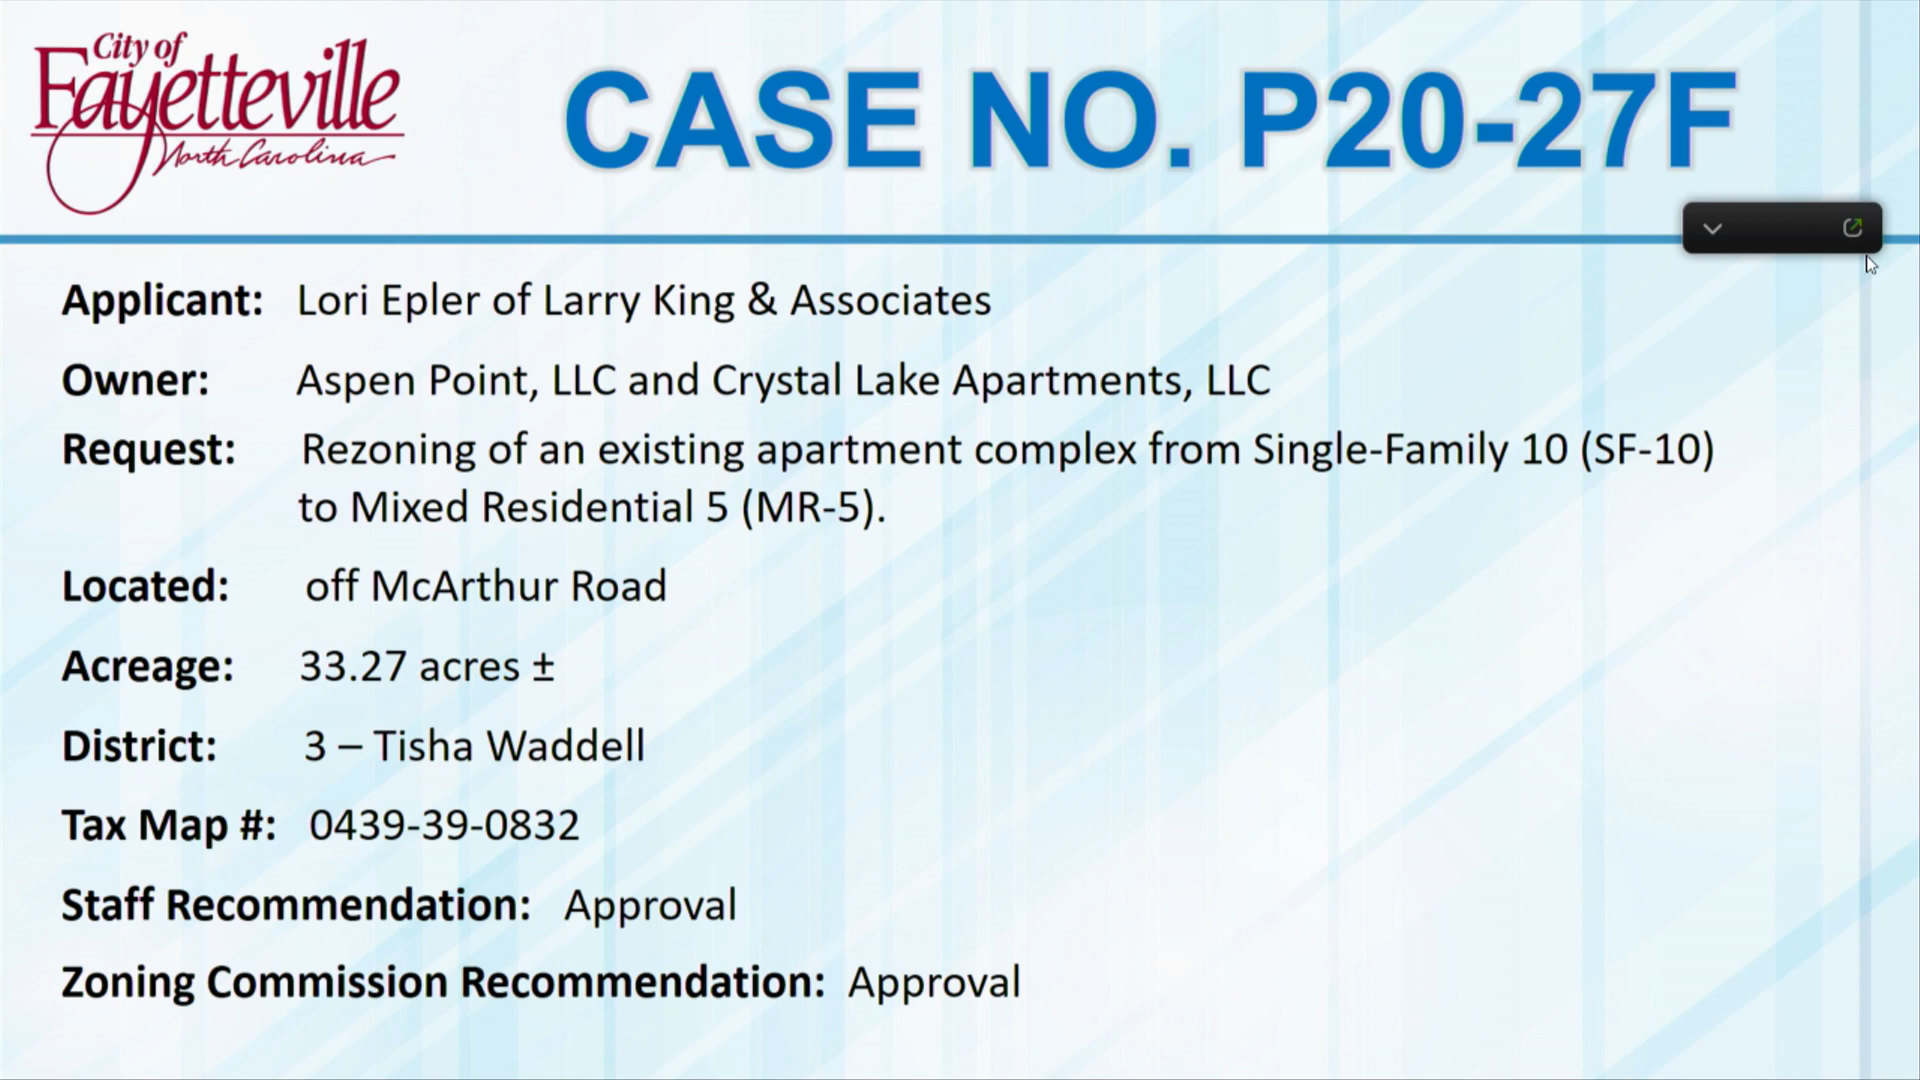 City of
Fayetteville
North Carolina
CASE NO. P20-27F
Applicant: Lori Epler of Larry King & Associates
Owner: Aspen Point, LLC and Crystal Lake Apartments, LLC
Request: Rezoning of an existing apartment complex from Single-Family 10 (SF-10)
to Mixed Residential 5 (MR-5).
Located: off McArthur Road
Acreage: 33.27 acres ±
District: 3 – Tisha Waddell
Tax Map #: 0439-39-0832
Staff Recommendation: Approval
Zoning Commission Recommendation: Approval